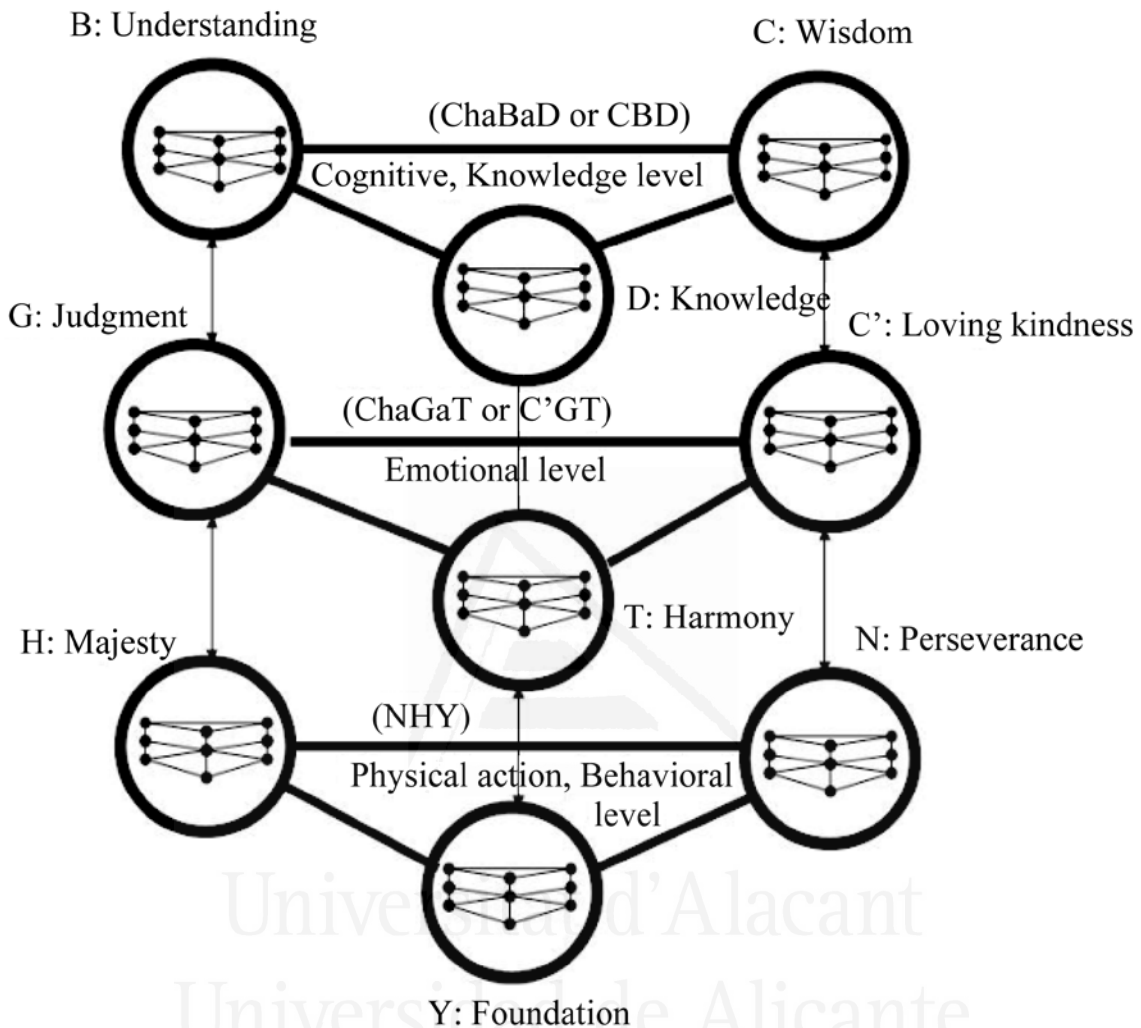 B: Understanding
C: Wisdom
(ChaBaD or CBD)
Cognitive, Knowledge level
D: Knowledge
G: Judgment
C’: Loving kindness
(ChaGaT or C’GT)
Emotional level
T: Harmony
H: Majesty
N: Perseverance
(NHY)
Physical action, Behavioral
level
Universitat d’Alacant
Universidad de Alicante
Y: Foundation